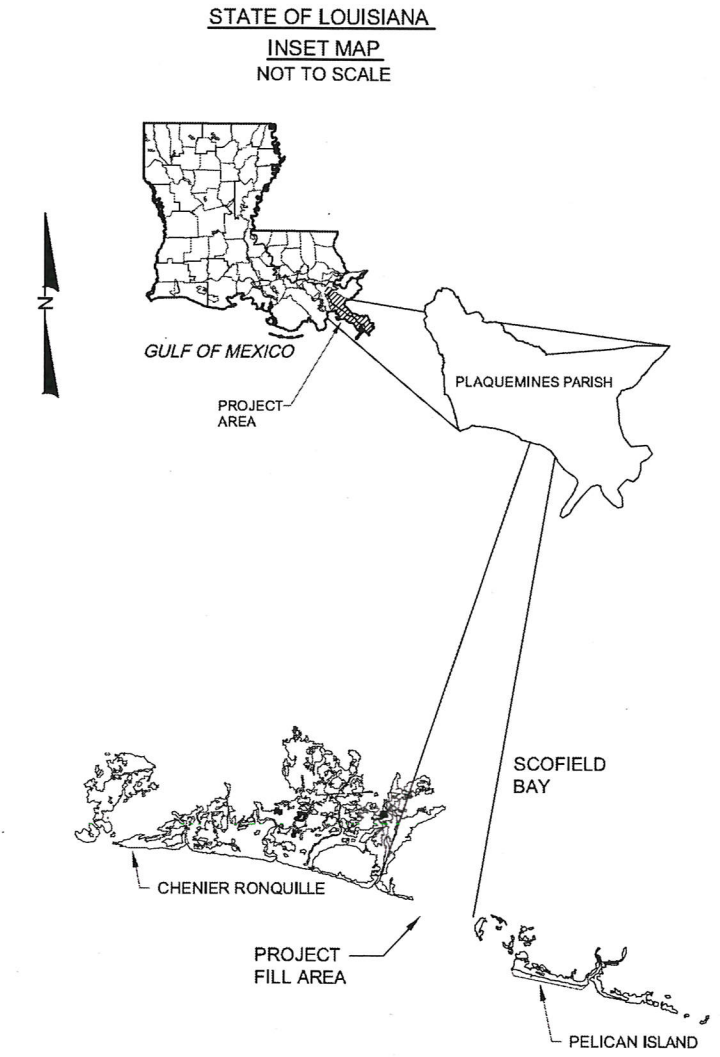 STATE OF LOUISIANA
INSET MAP
NOT TO SCALE
N
GULF OF MEXICO
PROJECT
AREA
PLAQUEMINES PARISH
SCOFIELD
BAY
CHENIER RONQUILLE
PROJECT
FILL AREA
PELICAN ISLAND